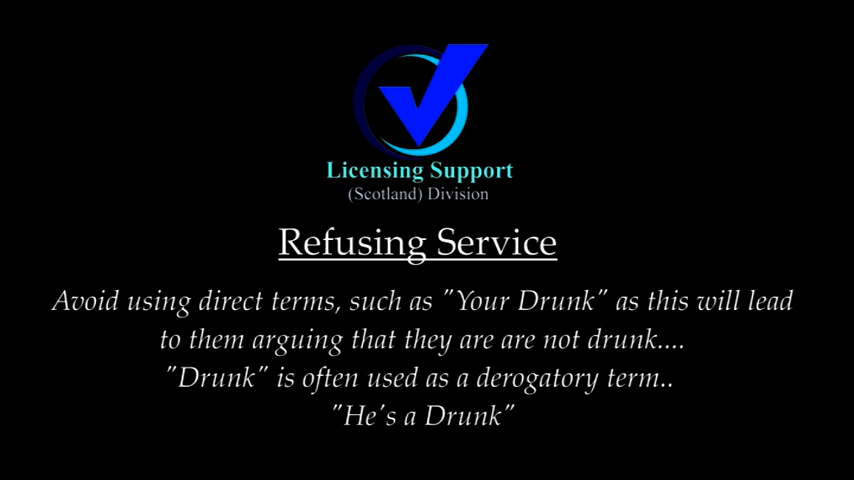 Licensing Support
(Scotland) Division
Refusing Service
Avoid using direct terms, such as "Your Drunk" as this will lead
to them arguing that they are are not drunk....
"Drunk" is often used as a derogatory term..
"He's a Drunk"